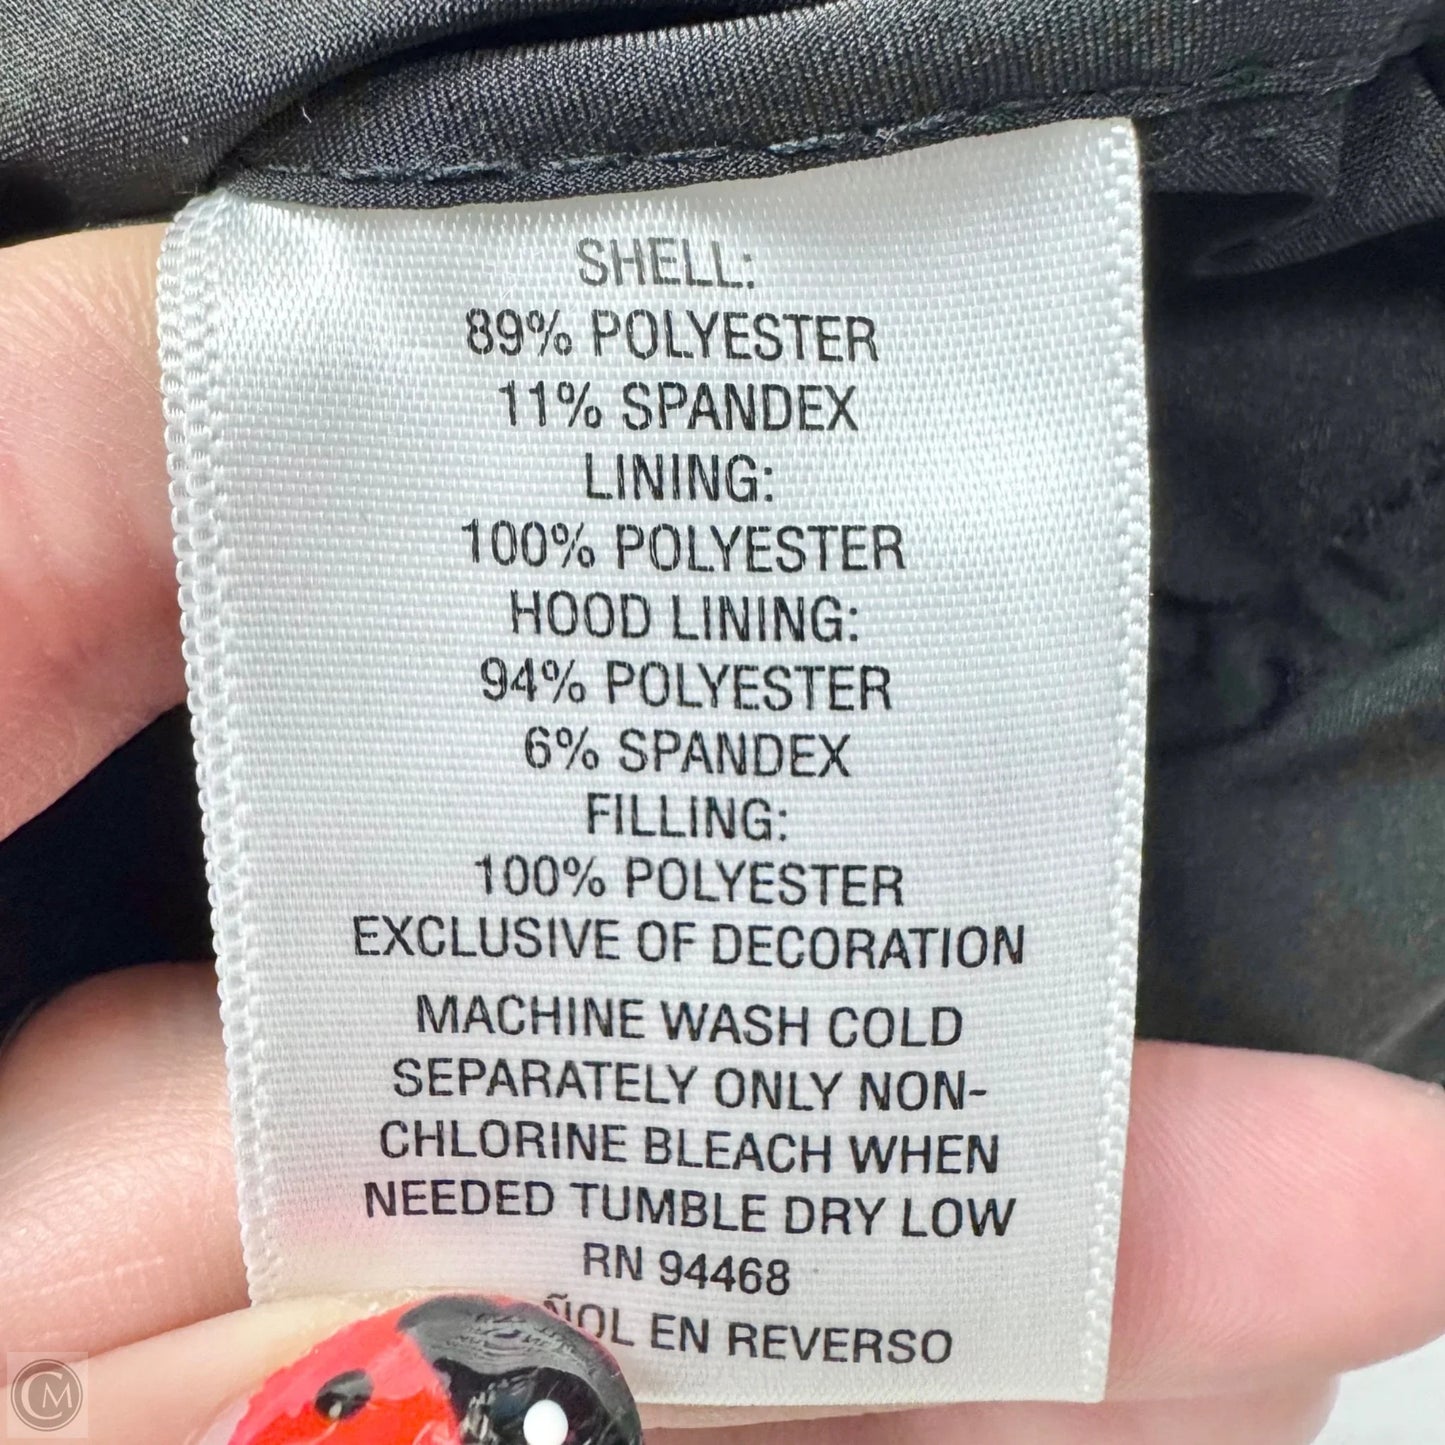 SHELL:
89% POLYESTER
11% SPANDEX
LINING:
100% POLYESTER
HOOD LINING:
94% POLYESTER
6% SPANDEX
FILLING:
100% POLYESTER
EXCLUSIVE OF DECORATION
MACHINE WASH COLD
SEPARATELY ONLY NON-
CHLORINE BLEACH WHEN
NEEDED TUMBLE DRY LOW
RN 94468
EN REVERSO
CM